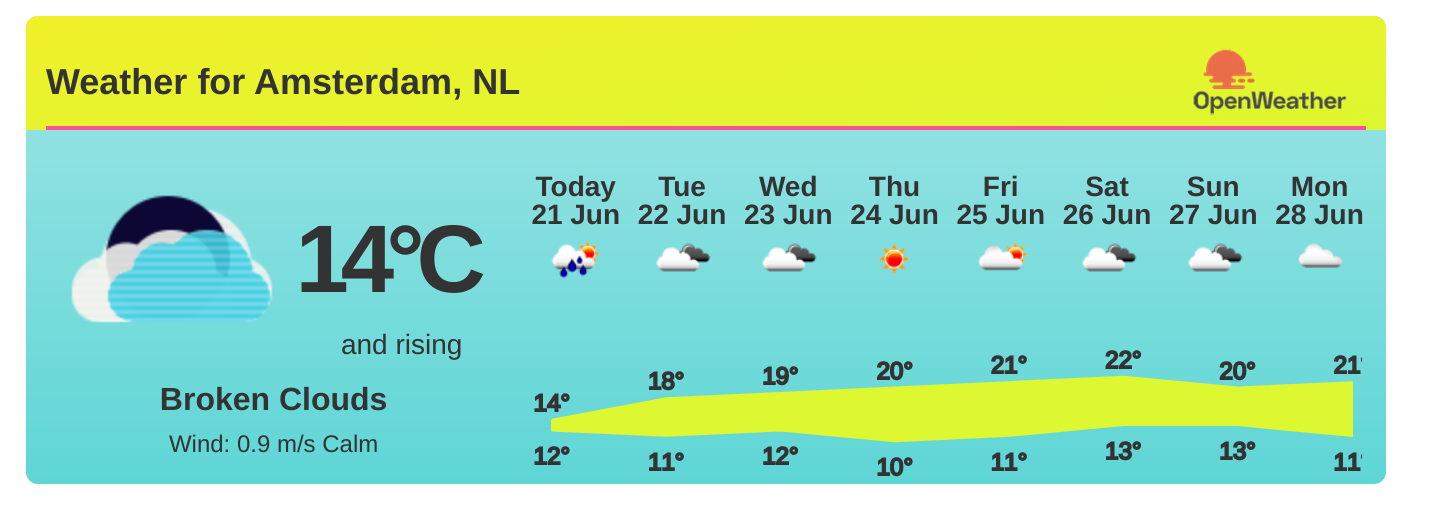 Weather for Amsterdam, NL
OpenWeather
14°C
and rising
Broken Clouds
Wind: 0.9 m/s Calm
Today Tue Wed Thu Fri Sat Sun Mon
21 Jun 22 Jun 23 Jun 24 Jun 25 Jun 26 Jun 27 Jun 28 Jun
14° 18° 19° 20° 21° 22° 20° 21°
12° 11° 12° 10° 11° 13° 13° 11°